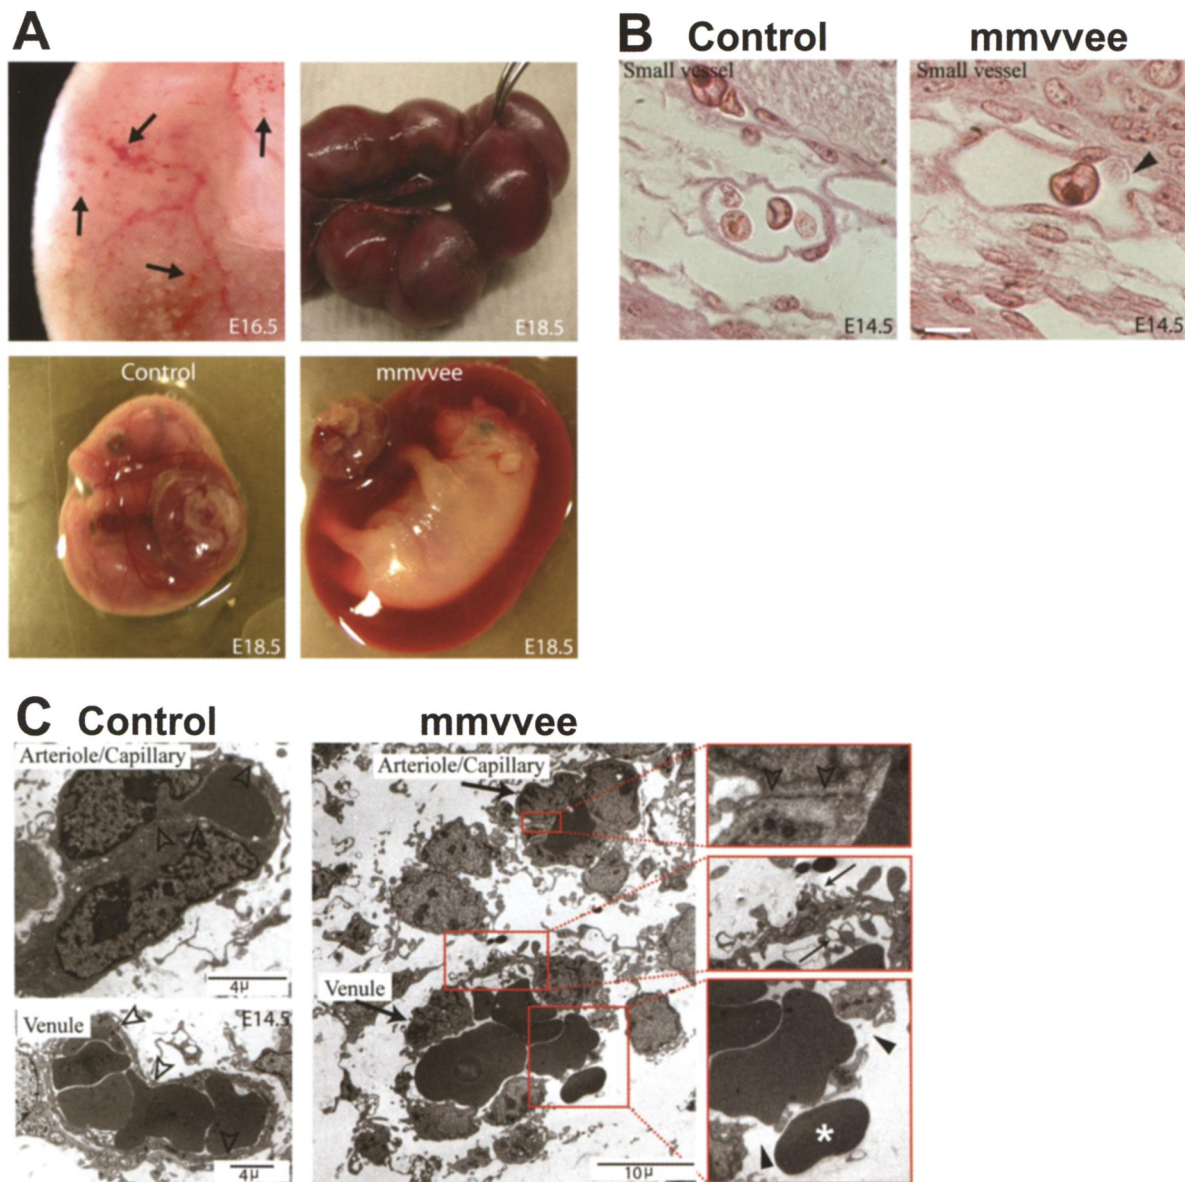 A
E16.5
E18.5
Control
E18.5
mmvvee
E18.5
B Control mmvvee
Small vessel
E14.5
Small vessel
E14.5
C Control mmvvee
Arteriole/Capillary
4μ
Venule
E14.5
4μ
Arteriole/Capillary
Venule
10μ
*